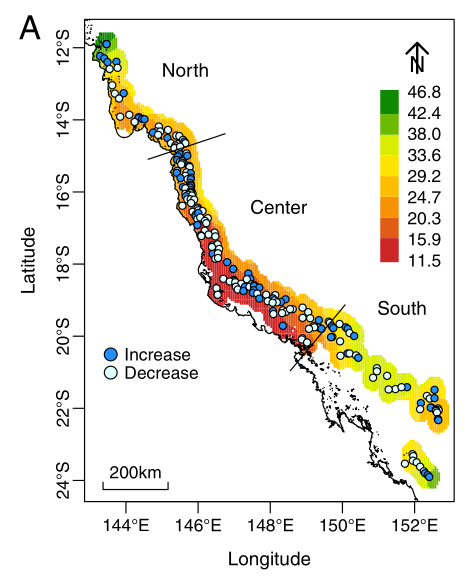 A
N
North
Center
South
46.8
42.4
38.0
33.6
29.2
24.7
20.3
15.9
11.5
Increase
Decrease
200km
12°S
14°S
16°S
18°S
20°S
22°S
24°S
Latitude
144°E
146°E
148°E
150°E
152°E
Longitude